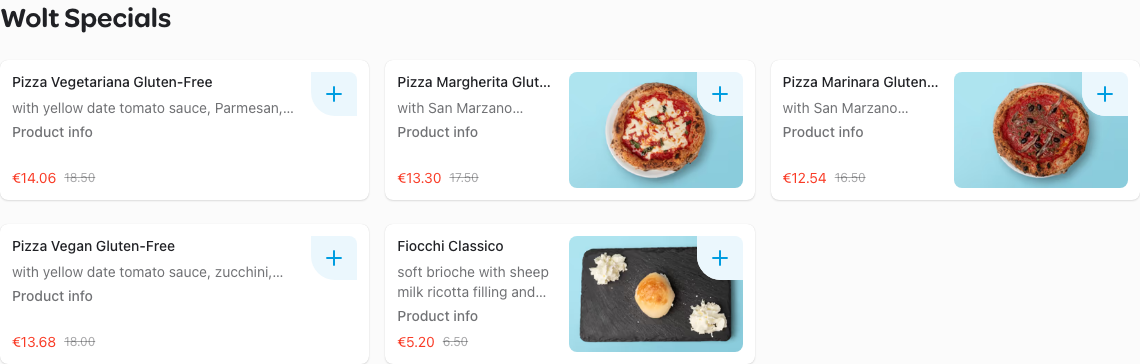 Wolt Specials
Pizza Vegetariana Gluten-Free
with yellow date tomato sauce, Parmesan,...
Product info
€14.06 18.50
Pizza Margherita Glut...
with San Marzano...
Product info
€13.30 17.50
Pizza Marinara Gluten...
with San Marzano...
Product info
€12.54 16.50
Pizza Vegan Gluten-Free
with yellow date tomato sauce, zucchini,...
Product info
€13.68 18.00
Fiocchi Classico
soft brioche with sheep
milk ricotta filling and...
Product info
€5.20 6.50